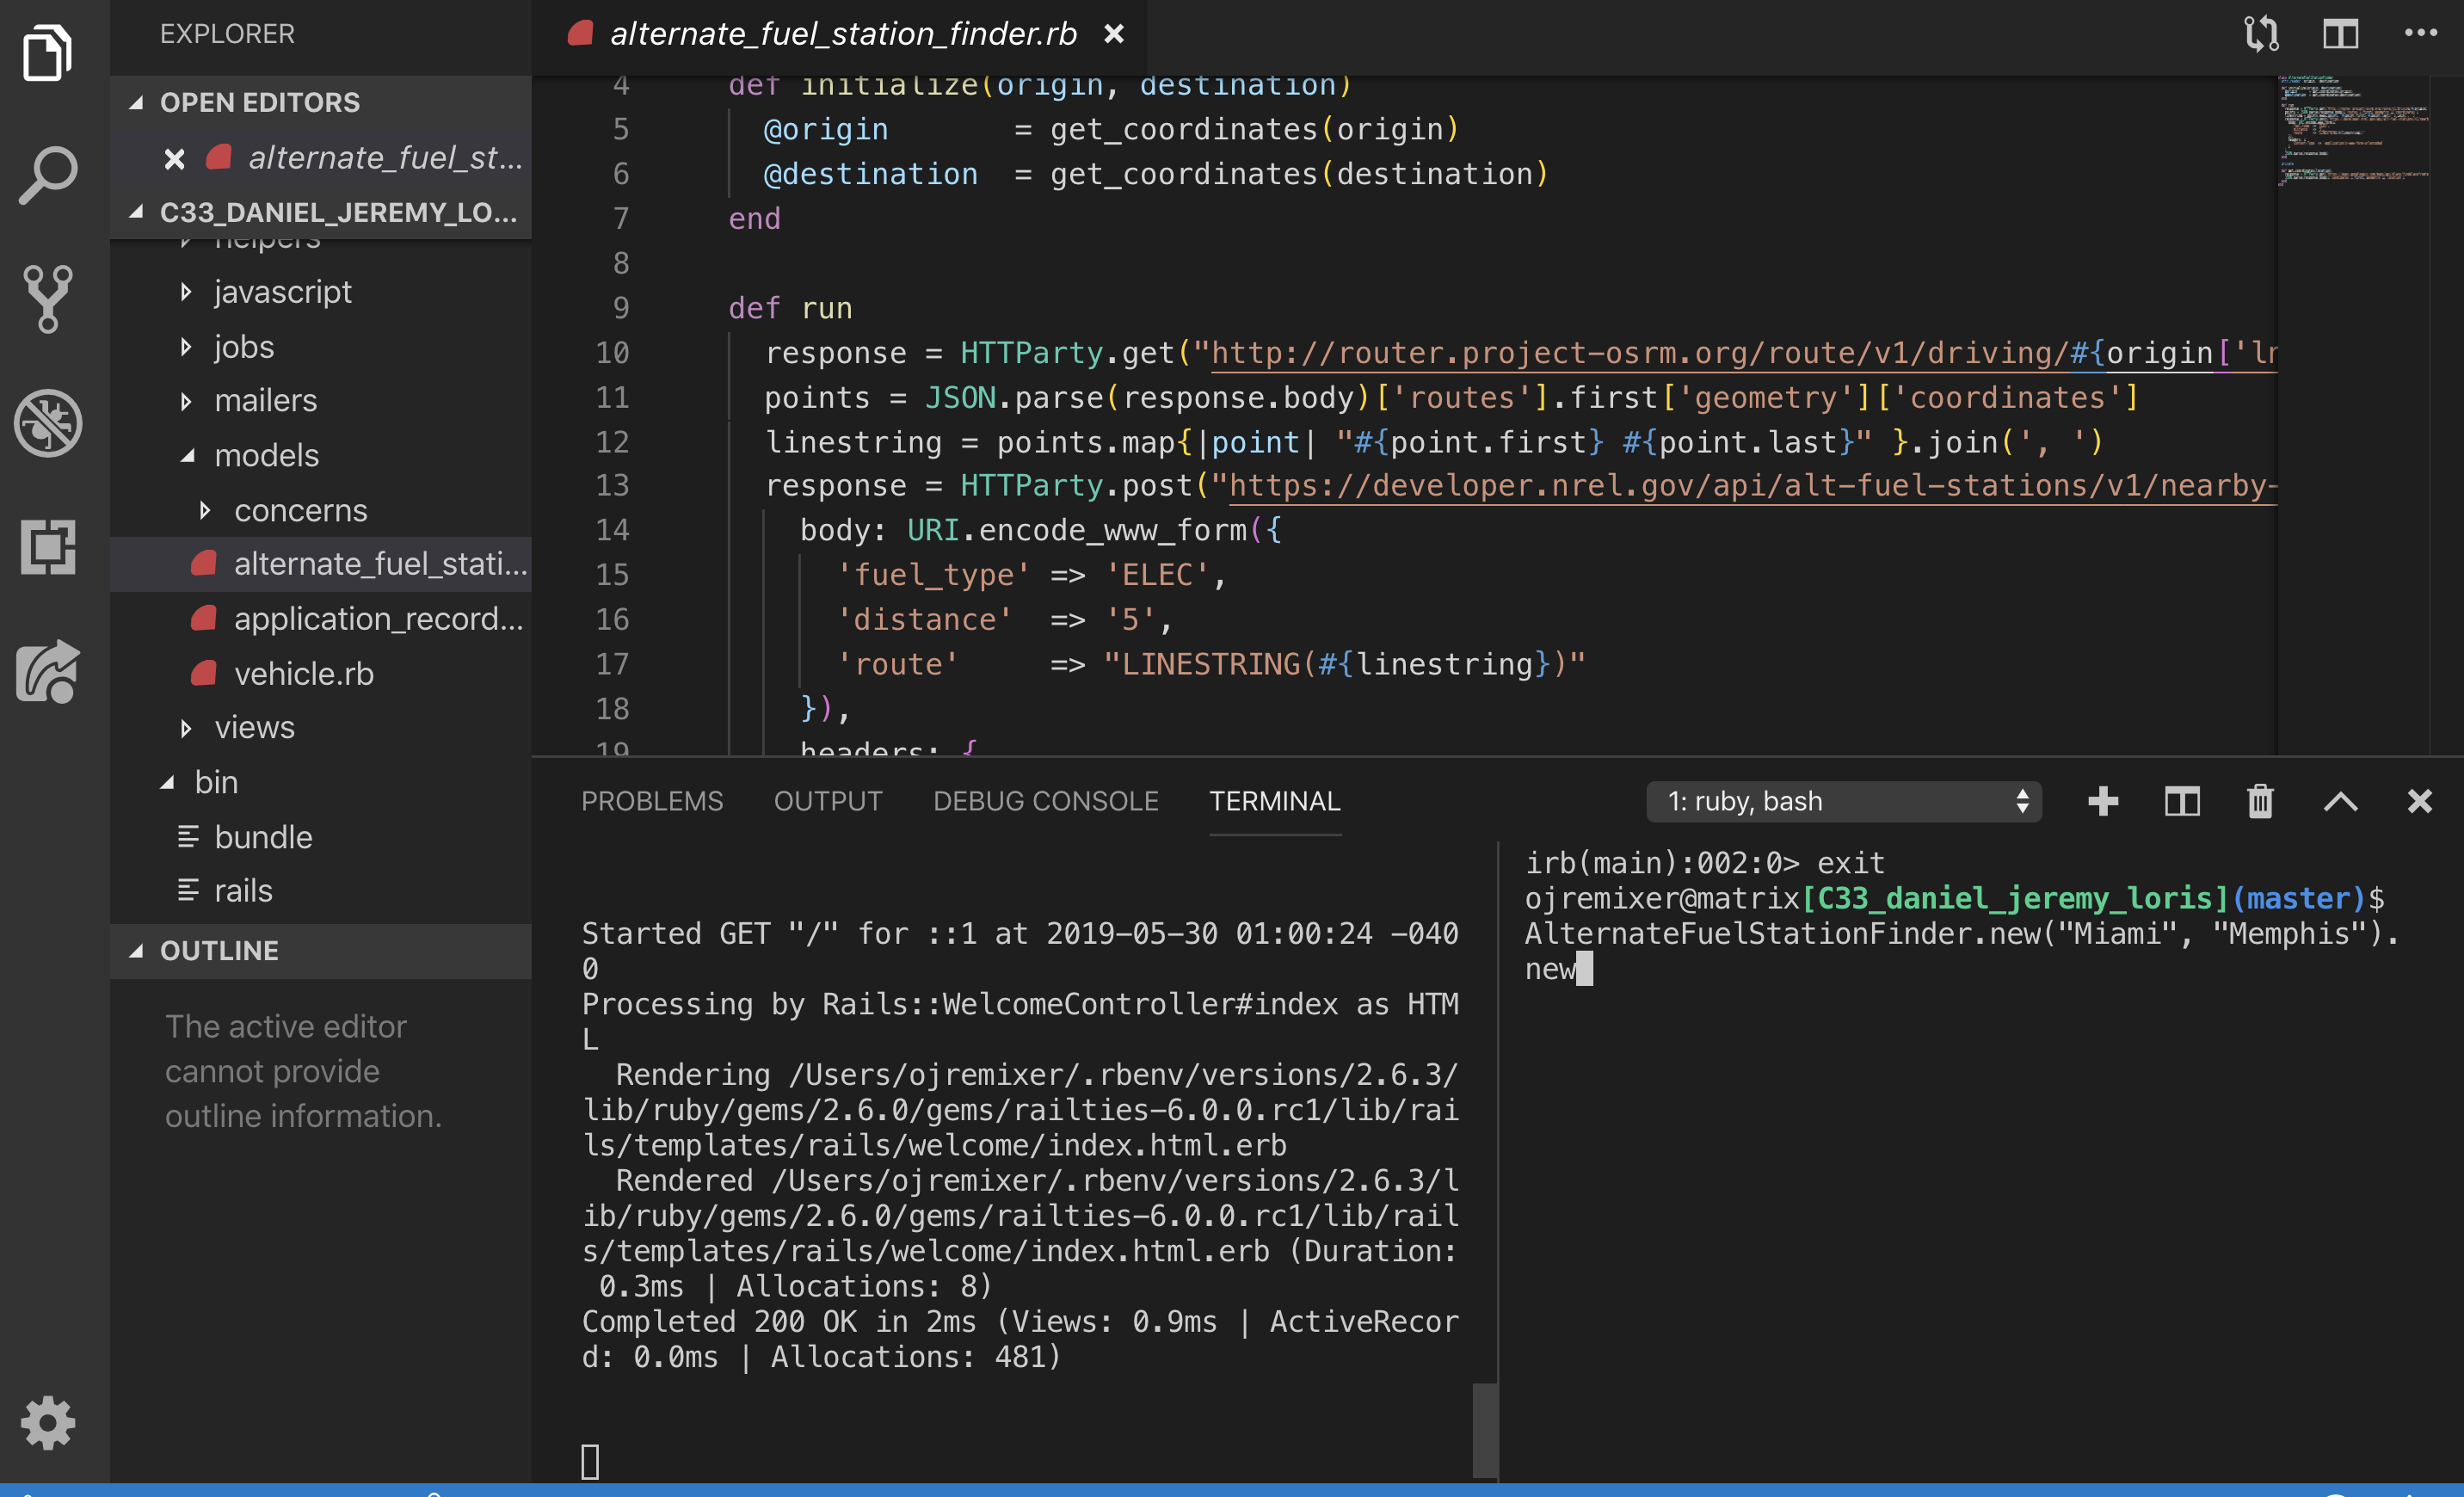 EXPLORER
OPEN EDITORS
alternate_fuel_st...
C33_DANIEL_JEREMY_LO...
helpers
javascript
jobs
mailers
models
concerns
alternate_fuel_stati...
application_record...
vehicle.rb
views
bin
bundle
rails
OUTLINE
The active editor
cannot provide
outline information.
alternate_fuel_station_finder.rb
4 def initialize(origin, destination)
5 @origin = get_coordinates(origin)
6 @destination = get_coordinates(destination)
7 end
8
9 def run
10 response = HTTParty.get("http://router.project-osrm.org/route/v1/driving/#{origin['ln
11 points = JSON.parse(response.body)['routes'].first['geometry']['coordinates']
12 linestring = points.map{|point| "#{point.first} #{point.last}" }.join(', ')
13 response = HTTParty.post("https://developer.nrel.gov/api/alt-fuel-stations/v1/nearby-
14 body: URI.encode_www_form({
15 'fuel_type' => 'ELEC',
16 'distance' => '5',
17 'route' => "LINESTRING(#{linestring})"
18 }),
19 headers: {
PROBLEMS OUTPUT DEBUG CONSOLE TERMINAL 1: ruby, bash
Started GET "/" for ::1 at 2019-05-30 01:00:24 -040
0
Processing by Rails::WelcomeController#index as HTM
L
Rendering /Users/ojremixer/.rbenv/versions/2.6.3/
lib/ruby/gems/2.6.0/gems/railties-6.0.0.rc1/lib/rai
ls/templates/rails/welcome/index.html.erb
Rendered /Users/ojremixer/.rbenv/versions/2.6.3/l
ib/ruby/gems/2.6.0/gems/railties-6.0.0.rc1/lib/rail
s/templates/rails/welcome/index.html.erb (Duration:
0.3ms | Allocations: 8)
Completed 200 OK in 2ms (Views: 0.9ms | ActiveRecor
d: 0.0ms | Allocations: 481)
irb(main):002:0> exit
ojremixer@matrix[C33_daniel_jeremy_loris](master)$
AlternateFuelStationFinder.new("Miami", "Memphis").
new